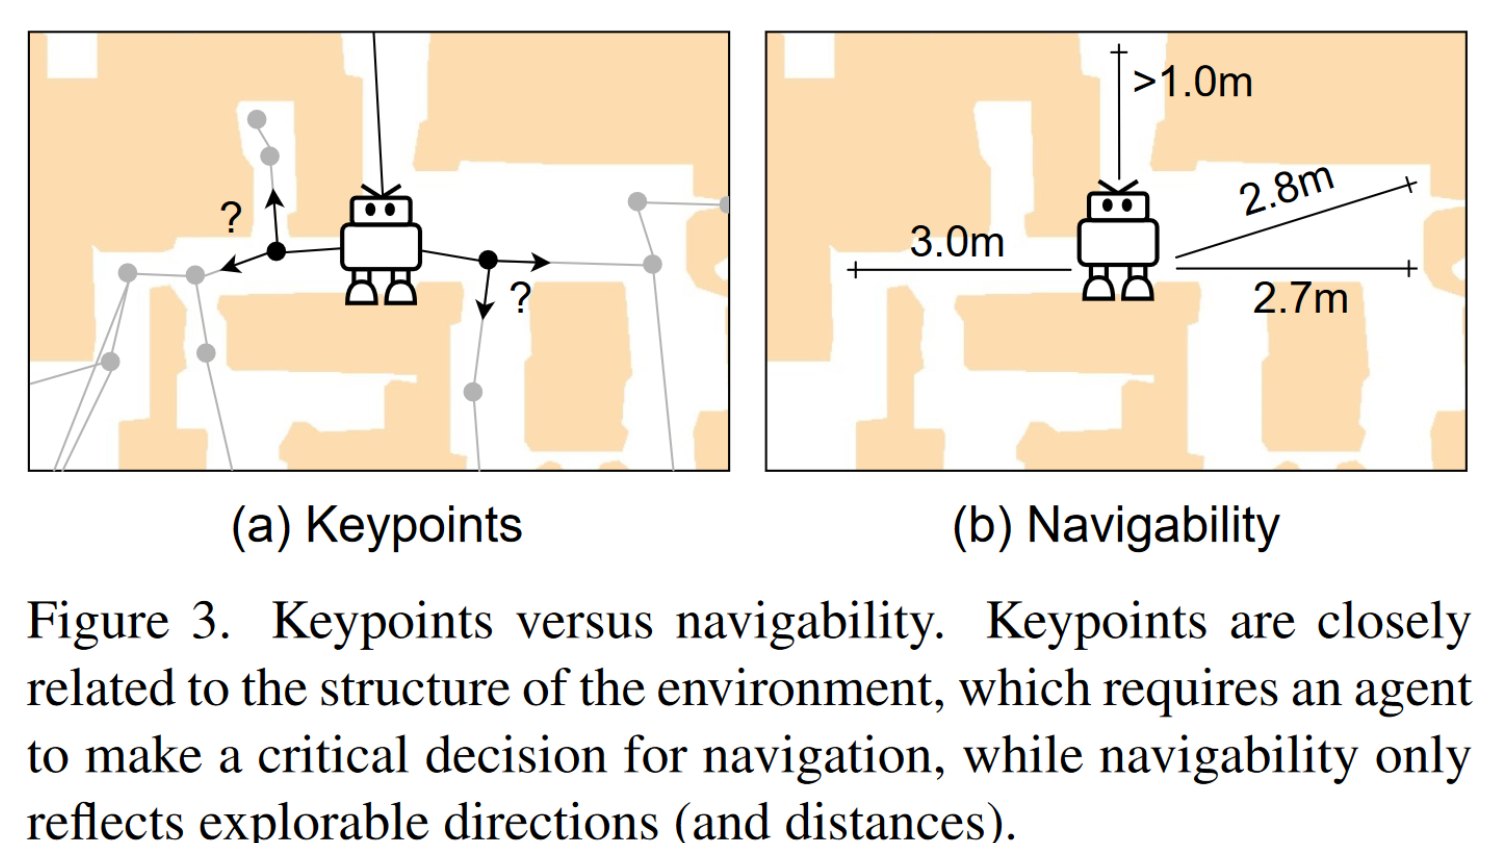 ?
?
(a) Keypoints
>1.0m
2.8m
3.0m
2.7m
(b) Navigability
Figure 3. Keypoints versus navigability. Keypoints are closely
related to the structure of the environment, which requires an agent
to make a critical decision for navigation, while navigability only
reflects explorable directions (and distances).